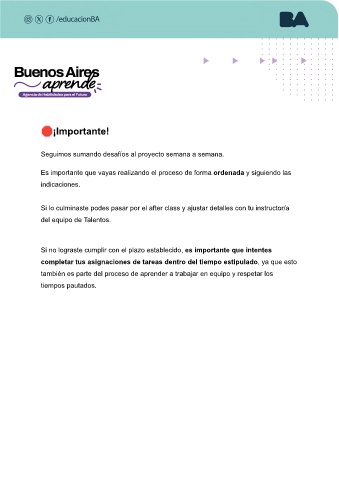 /educacionBA
BA
Buenos Aires
aprende
Agencia de Habilidades para el Futuro
¡Importante!
Seguimos sumando desafíos al proyecto semana a semana.
Es importante que vayas realizando el proceso de forma ordenada y siguiendo las
indicaciones.
Si lo culminaste podes pasar por el after class y ajustar detalles con tu instructor/a
del equipo de Talentos.
Si no lograste cumplir con el plazo establecido, es importante que intentes
completar tus asignaciones de tareas dentro del tiempo estipulado, ya que esto
también es parte del proceso de aprender a trabajar en equipo y respetar los
tiempos pautados.